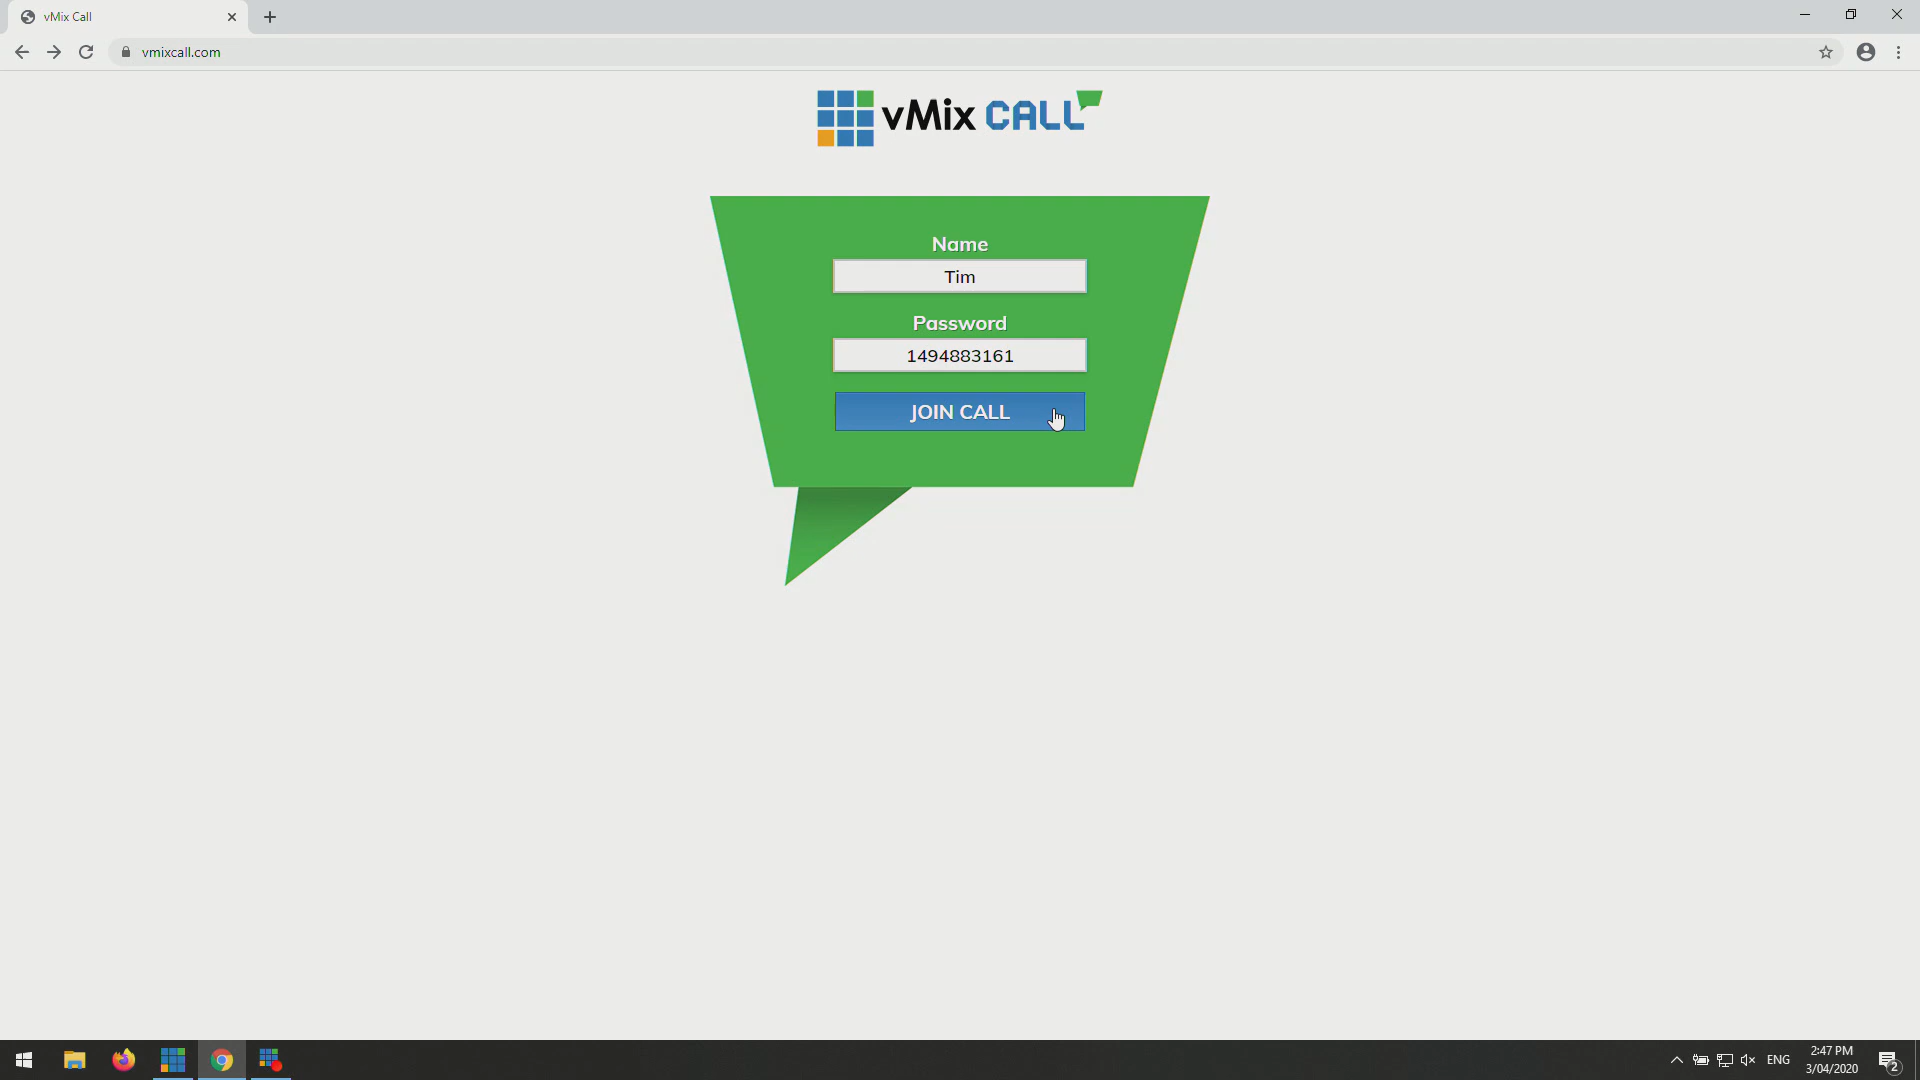 vMix Call
vmixcall.com
vMix CALL
Name
Tim
Password
1494883161
JOIN CALL
ENG
2:47 PM
3/04/2020
2